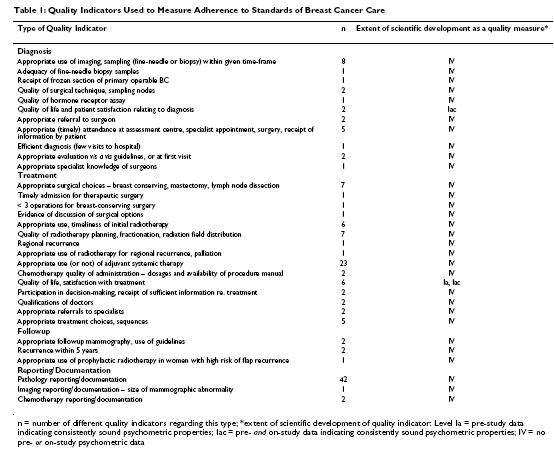 Table 1: Quality Indicators Used to Measure Adherence to Standards of Breast Cancer Care
Type of Quality Indicator n Extent of scientific development as a quality measure*
Diagnosis
Appropriate use of imaging, sampling (fine-needle or biopsy) within given time-frame 8 IV
Adequacy of fine-needle biopsy samples 1 IV
Receipt of frozen section of primary operable BC 1 IV
Quality of surgical technique, sampling nodes 2 IV
Quality of hormone receptor assay 1 IV
Quality of life and patient satisfaction relating to diagnosis 2 Iac
Appropriate referral to surgeon 2 IV
Appropriate (timely) attendance at assessment centre, specialist appointment, surgery, receipt of 5 IV
information by patient
Efficient diagnosis (few visits to hospital) 1 IV
Appropriate evaluation vis a vis guidelines, or at first visit 2 IV
Appropriate specialist knowledge of surgeons 1 IV
Treatment
Appropriate surgical choices – breast conserving, mastectomy, lymph node dissection 7 IV
Timely admission for therapeutic surgery 1 IV
< 3 operations for breast-conserving surgery 1 IV
Evidence of discussion of surgical options 1 IV
Appropriate use, timeliness of initial radiotherapy 6 IV
Quality of radiotherapy planning, fractionation, radiation field distribution 7 IV
Regional recurrence 1 IV
Appropriate use of radiotherapy for regional recurrence, palliation 1 IV
Appropriate use (or not) of adjuvant systemic therapy 23 IV
Chemotherapy quality of administration – dosages and availability of procedure manual 2 IV
Quality of life, satisfaction with treatment 6 Ia, Iac
Participation in decision-making, receipt of sufficient information re. treatment 2 IV
Qualifications of doctors 2 IV
Appropriate referrals to specialists 2 IV
Appropriate treatment choices, sequences 5 IV
Followup
Appropriate followup mammography, use of guidelines 2 IV
Recurrence within 5 years 2 IV
Appropriate use of prophylactic radiotherapy in women with high risk of flap recurrence 1 IV
Reporting/Documentation
Pathology reporting/documentation 42 IV
Imaging reporting/documentation – size of mammographic abnormality 1 IV
Chemotherapy reporting/documentation 2 IV
n = number of different quality indicators regarding this type; *extent of scientific development of quality indicator: Level Ia = pre-study data
indicating consistently sound psychometric properties; Iac = pre- and on-study data indicating consistently sound psychometric properties; IV = no
pre- or on-study psychometric data